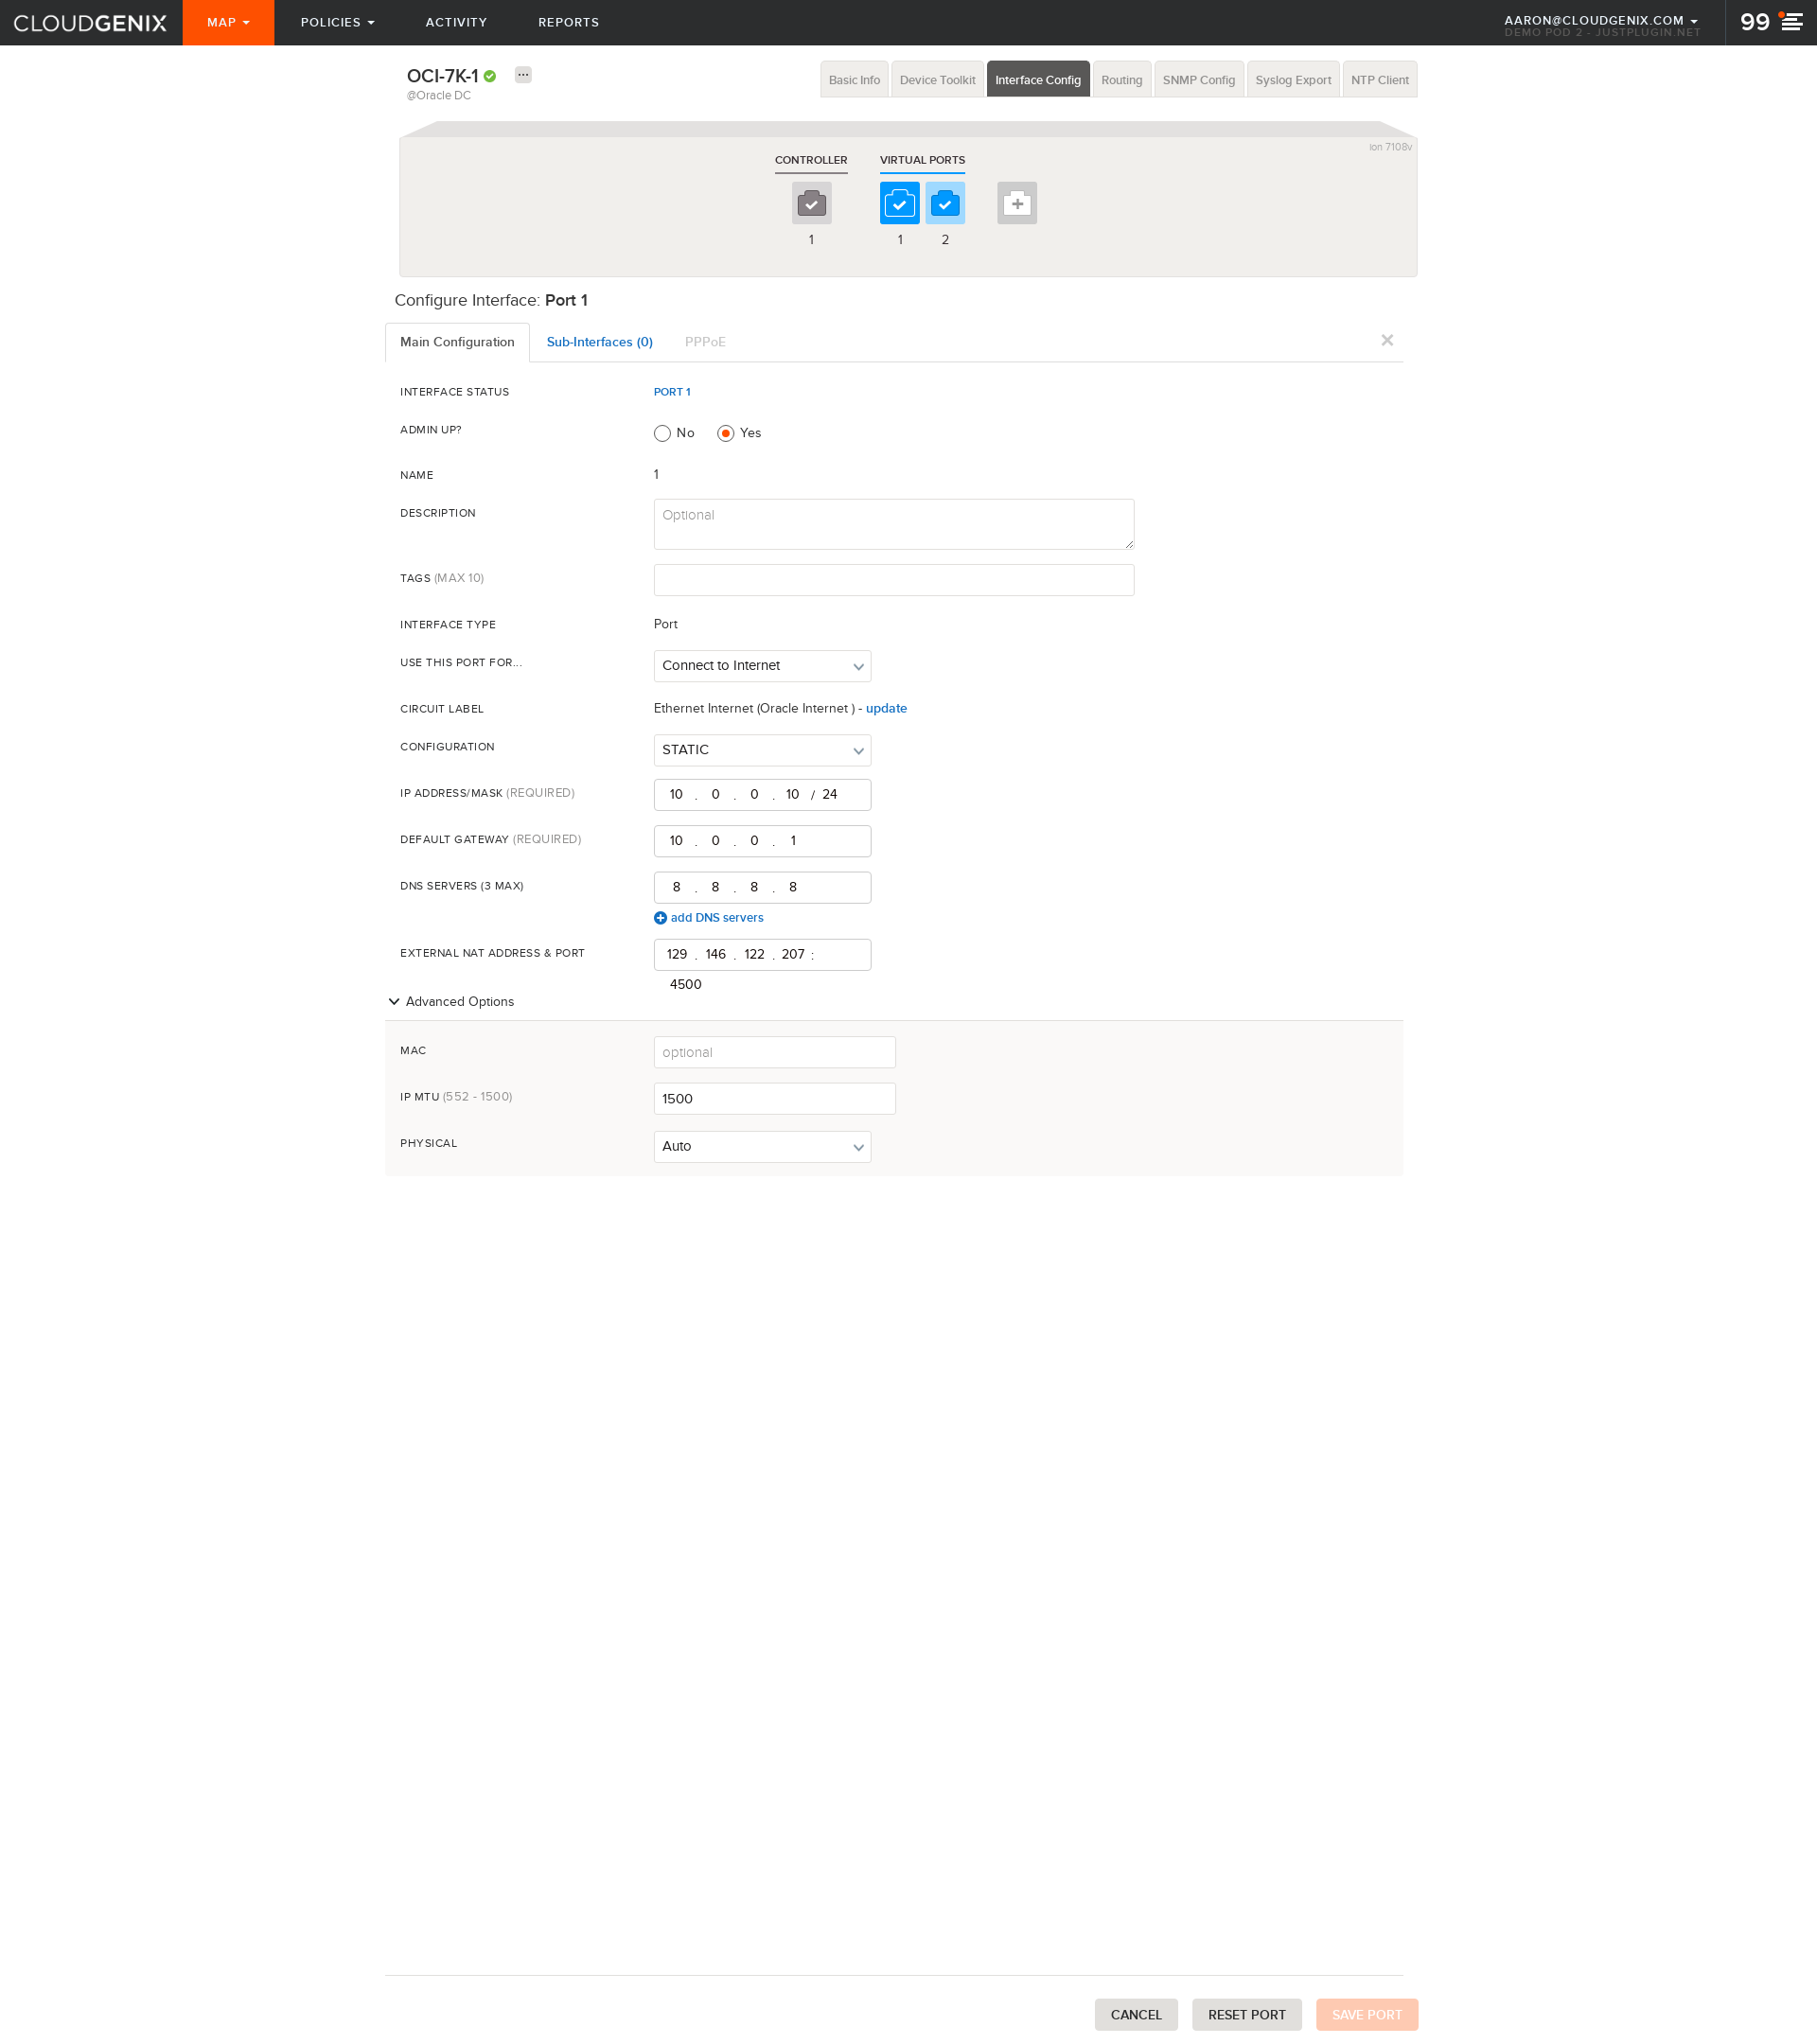 CLOUDGENIX MAP POLICIES ACTIVITY REPORTS AARON@CLOUDGENIX.COM 99
DEMO POD 2 - JUSTPLUGIN.NET
OCI-7K-1 ...
@Oracle DC
Basic Info Device Toolkit Interface Config Routing SNMP Config Syslog Export NTP Client
ion 7108v
CONTROLLER VIRTUAL PORTS
1 1 2
Configure Interface: Port 1
Main Configuration Sub-Interfaces (0) PPPoE ×
INTERFACE STATUS PORT 1
ADMIN UP? No Yes
NAME 1
DESCRIPTION Optional
TAGS (MAX 10)
INTERFACE TYPE Port
USE THIS PORT FOR... Connect to Internet
CIRCUIT LABEL Ethernet Internet (Oracle Internet ) - update
CONFIGURATION STATIC
IP ADDRESS/MASK (REQUIRED) 10 . 0 . 0 . 10 / 24
DEFAULT GATEWAY (REQUIRED) 10 . 0 . 0 . 1
DNS SERVERS (3 MAX) 8 . 8 . 8 . 8
add DNS servers
EXTERNAL NAT ADDRESS & PORT 129 . 146 . 122 . 207 :
4500
Advanced Options
MAC optional
IP MTU (552 - 1500) 1500
PHYSICAL Auto
CANCEL RESET PORT SAVE PORT